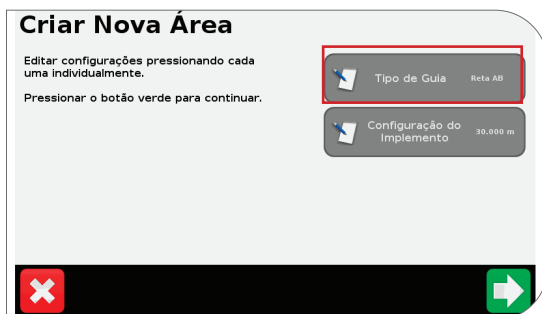 Criar Nova Área
Editar configurações pressionando cada
uma individualmente.
Pressionar o botão verde para continuar.
Tipo de Guia
Reta AB
Configuração do
Implemento
30.000 m